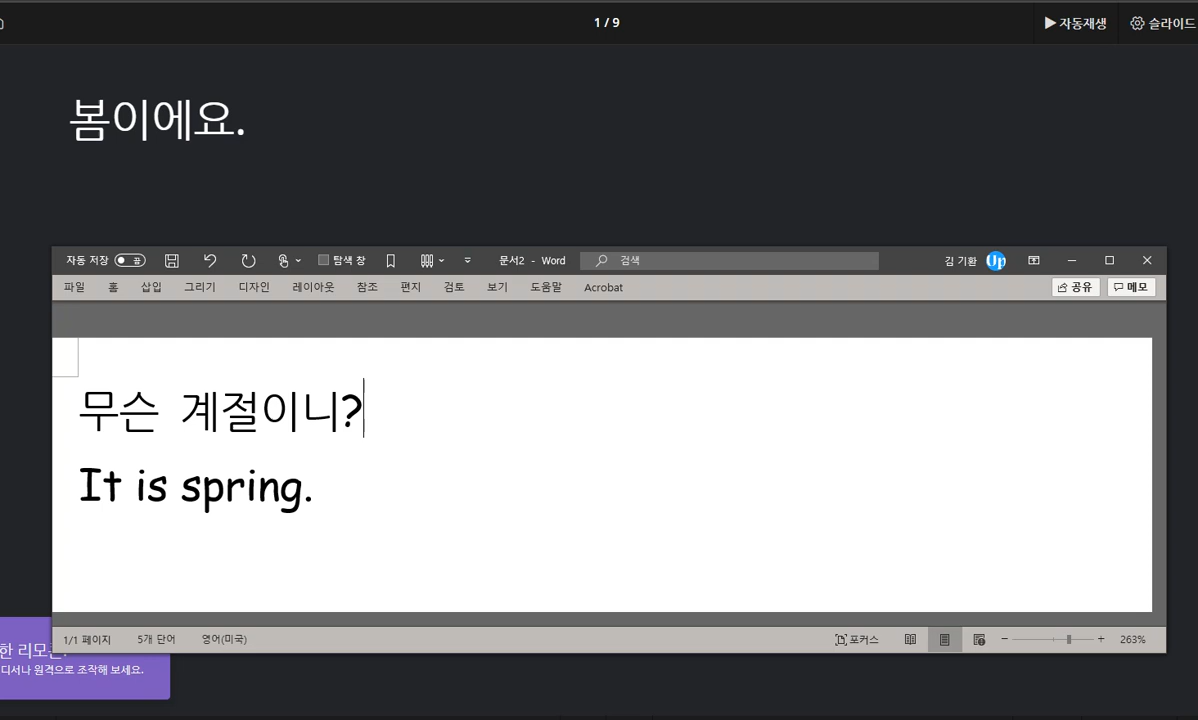 1 / 9
자동재생
슬라이드
봄이에요.
자동 저장 끔 탐색 창 문서2 - Word 검색 김 기환 Up
파일 홈 삽입 그리기 디자인 레이아웃 참조 편지 검토 보기 도움말 Acrobat 공유 메모
무슨 계절이니?
It is spring.
1/1 페이지 5개 단어 영어(미국) 포커스 263%
한
디서나 원격으로 조작해 보세요.